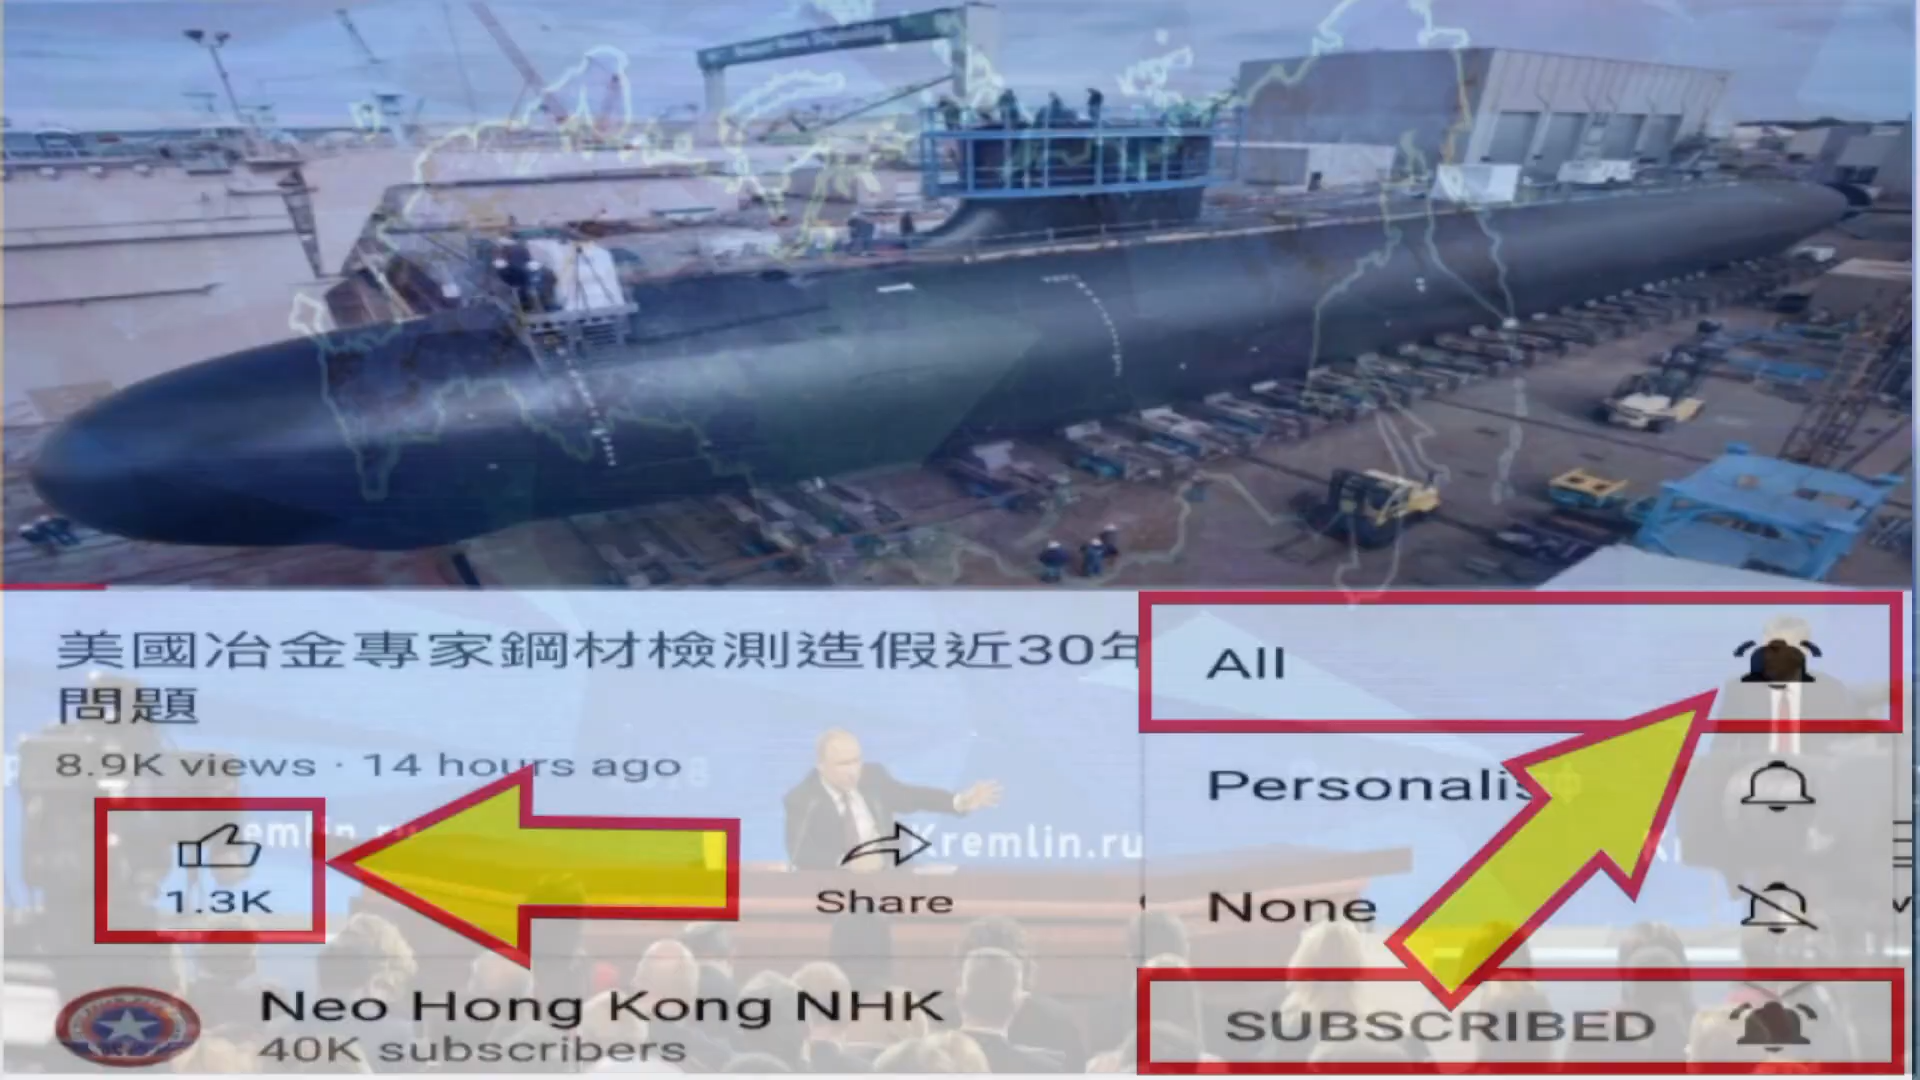 美國冶金專家鋼材檢測造假近30年
問題
8.9K views · 14 hours ago
1.3K
Share
Kremlin.ru
All
Personalis
None
Neo Hong Kong NHK
40K subscribers
SUBSCRIBED